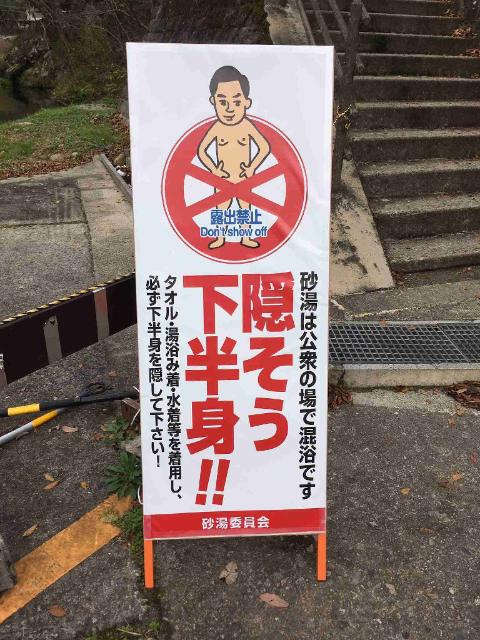 露出禁止
Don't show off
砂湯は公衆の場で混浴です
隠そう
下半身!!
タオル・湯浴み着・水着等を着用し、
必ず下半身を隠して下さい!
砂湯委員会